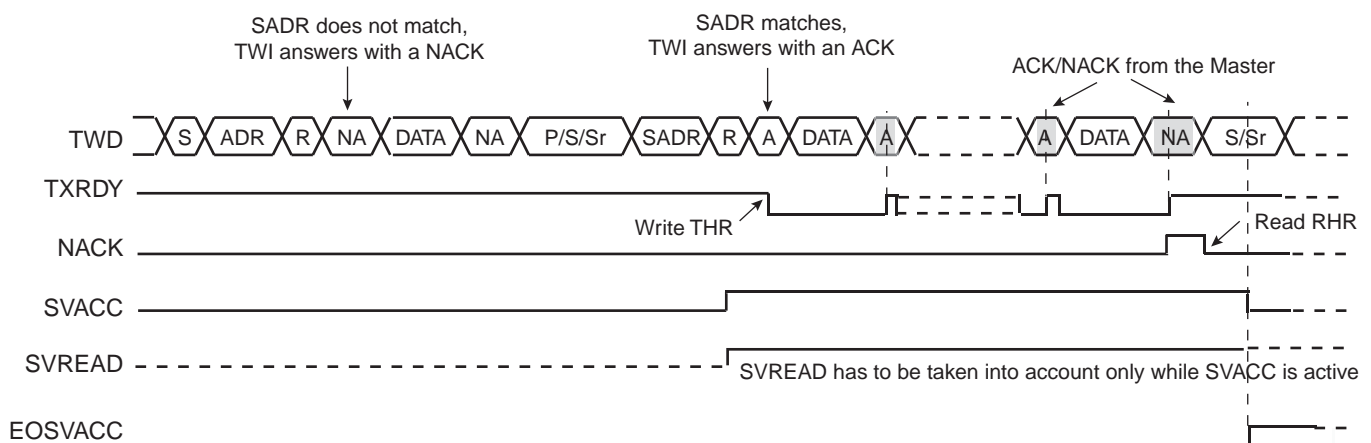 SADR does not match,
TWI answers with a NACK
SADR matches,
TWI answers with an ACK
ACK/NACK from the Master
TWD S ADR R NA DATA NA P/S/Sr SADR R A DATA A A DATA NA S/Sr
TXRDY
Write THR
Read RHR
NACK
SVACC
SVREAD
SVREAD has to be taken into account only while SVACC is active
EOSVACC